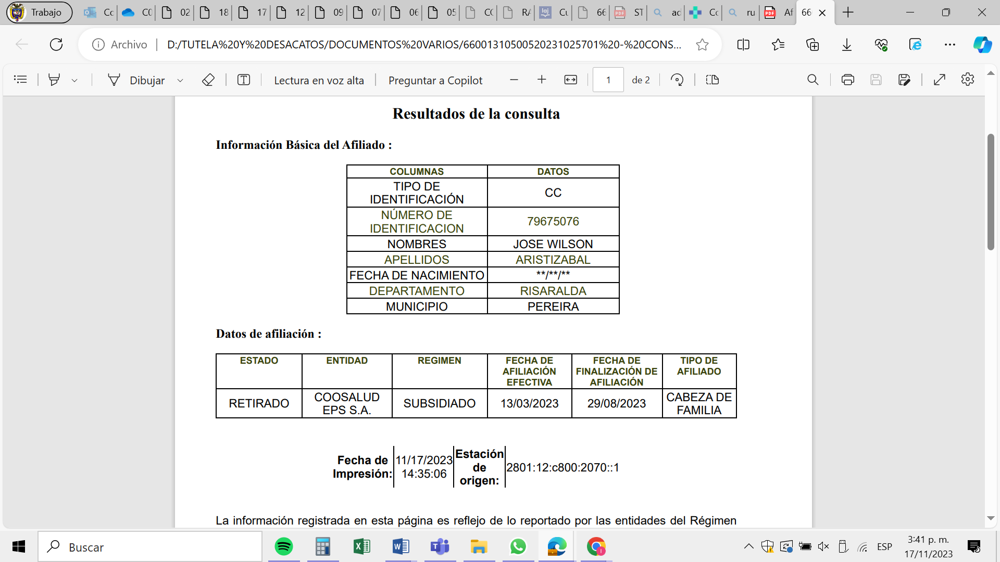 Trabajo
Cc
C0
02
18
17
12
09
07
06
05
CC
RA
Cu
66
ST
ad
Cc
ru
Af
66
Archivo
D:/TUTELA%20Y%20DESACATOS/DOCUMENTOS%20VARIOS/66001310500520231025701%20-%20CONS...
Dibujar
Lectura en voz alta
Preguntar a Copilot
1
de 2
Resultados de la consulta
Información Básica del Afiliado :
COLUMNAS DATOS
TIPO DE
IDENTIFICACIÓN
CC
NÚMERO DE
IDENTIFICACION
79675076
NOMBRES JOSE WILSON
APELLIDOS ARISTIZABAL
FECHA DE NACIMIENTO **/**/**
DEPARTAMENTO RISARALDA
MUNICIPIO PEREIRA
Datos de afiliación :
ESTADO
ENTIDAD
REGIMEN
FECHA DE
AFILIACIÓN
EFECTIVA
FECHA DE
FINALIZACIÓN DE
AFILIACIÓN
TIPO DE
AFILIADO
RETIRADO
COOSALUD
EPS S.A.
SUBSIDIADO
13/03/2023
29/08/2023
CABEZA DE
FAMILIA
Fecha de
Impresión:
11/17/2023
14:35:06
Estación
de
origen:
2801:12:c800:2070::1
La información registrada en esta página es reflejo de lo reportado por las entidades del Régimen
Buscar
ESP
3:41 p. m.
17/11/2023